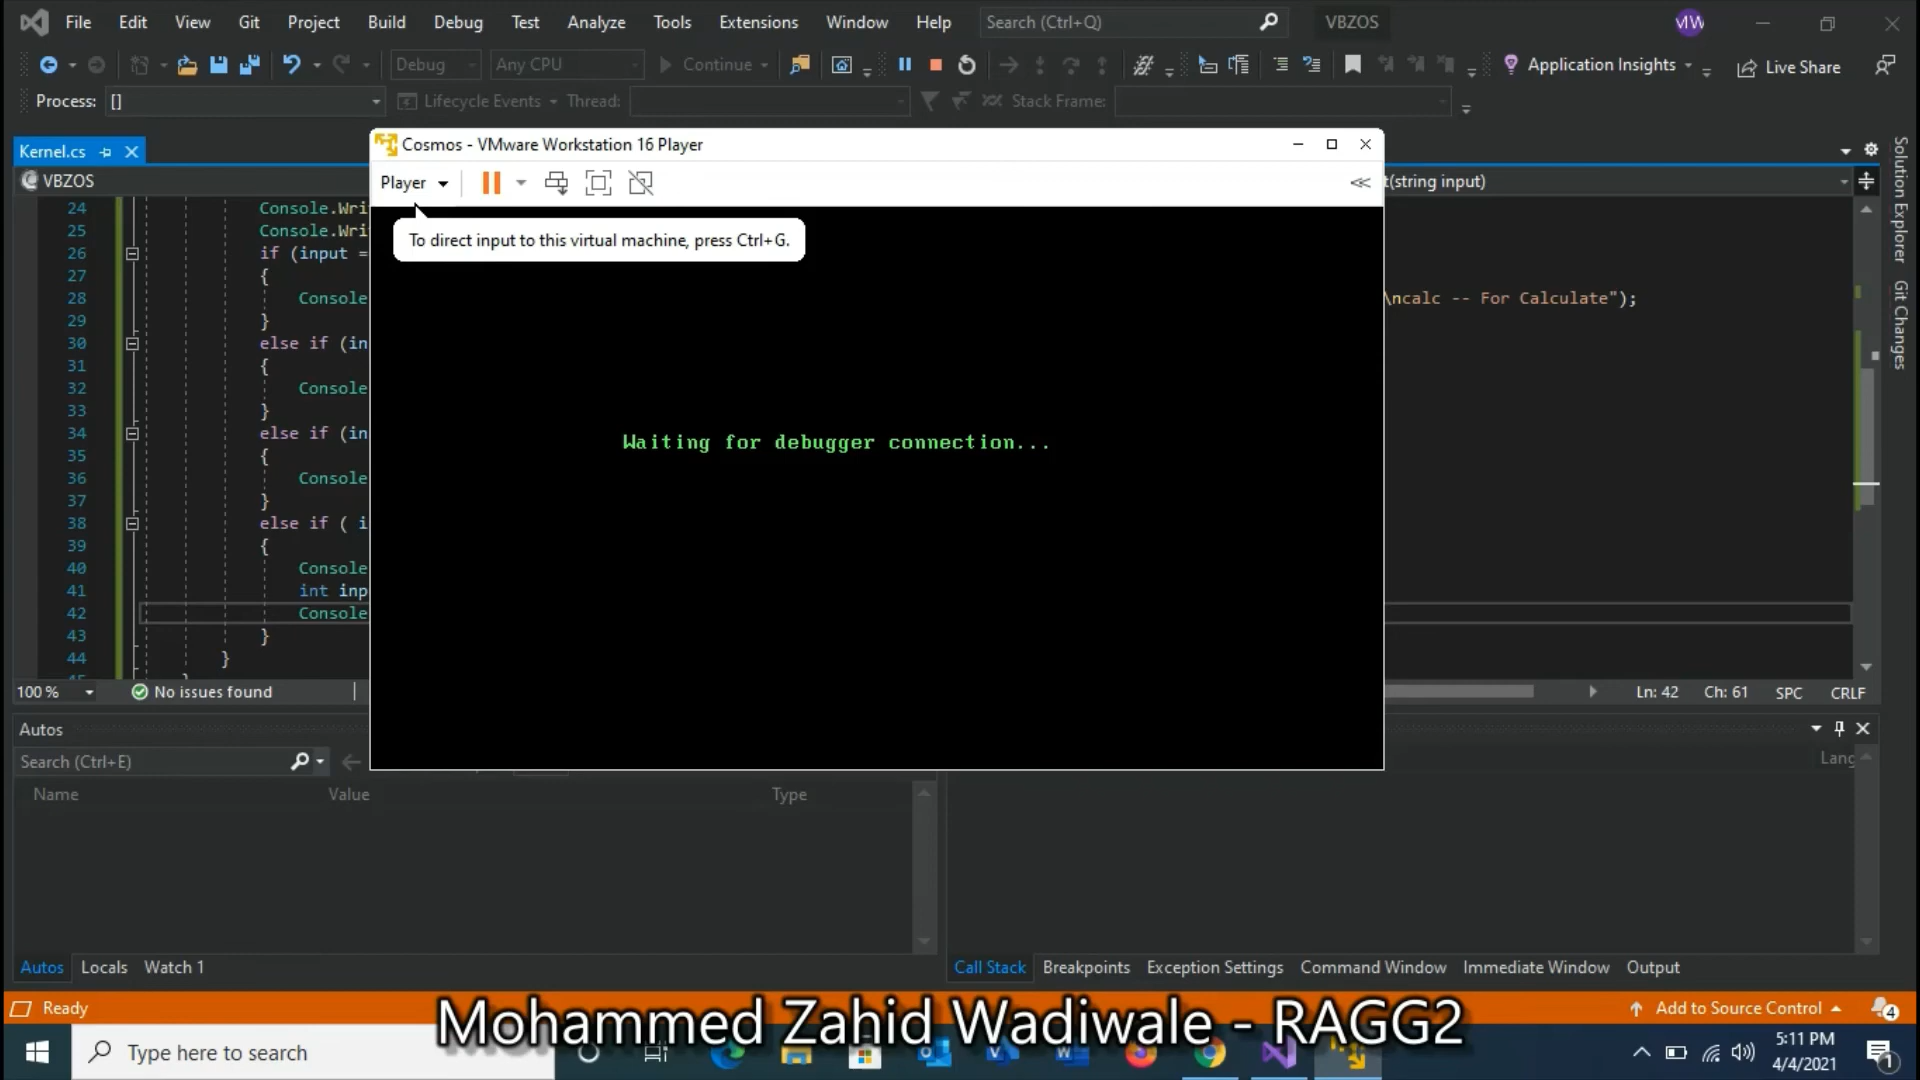 File Edit View Git Project Build Debug Test Analyze Tools Extensions Window Help Search (Ctrl+Q) VBZOS MW
Debug Any CPU Continue Application Insights Live Share
Process: [] Lifecycle Events Thread: Stack Frame:
Kernel.cs
VBZOS
t(string input)
Cosmos - VMware Workstation 16 Player
Player
To direct input to this virtual machine, press Ctrl+G.
Waiting for debugger connection...
24 Console.Wri
25 Console.Wri
26 if (input =
27 {
28 Console \ncalc -- For Calculate");
29 }
30 else if (in
31 {
32 Console
33 }
34 else if (in
35 {
36 Console
37 }
38 else if ( i
39 {
40 Console
41 int inp
42 Console
43 }
44 }
100 % No issues found Ln: 42 Ch: 61 SPC CRLF
Solution Explorer
Git Changes
Autos
Search (Ctrl+E)
Name Value Type
Lang
Autos Locals Watch 1
Call Stack Breakpoints Exception Settings Command Window Immediate Window Output
Ready
Add to Source Control 4
Mohammed Zahid Wadiwale - RAGG2
Type here to search
5:11 PM
4/4/2021
1